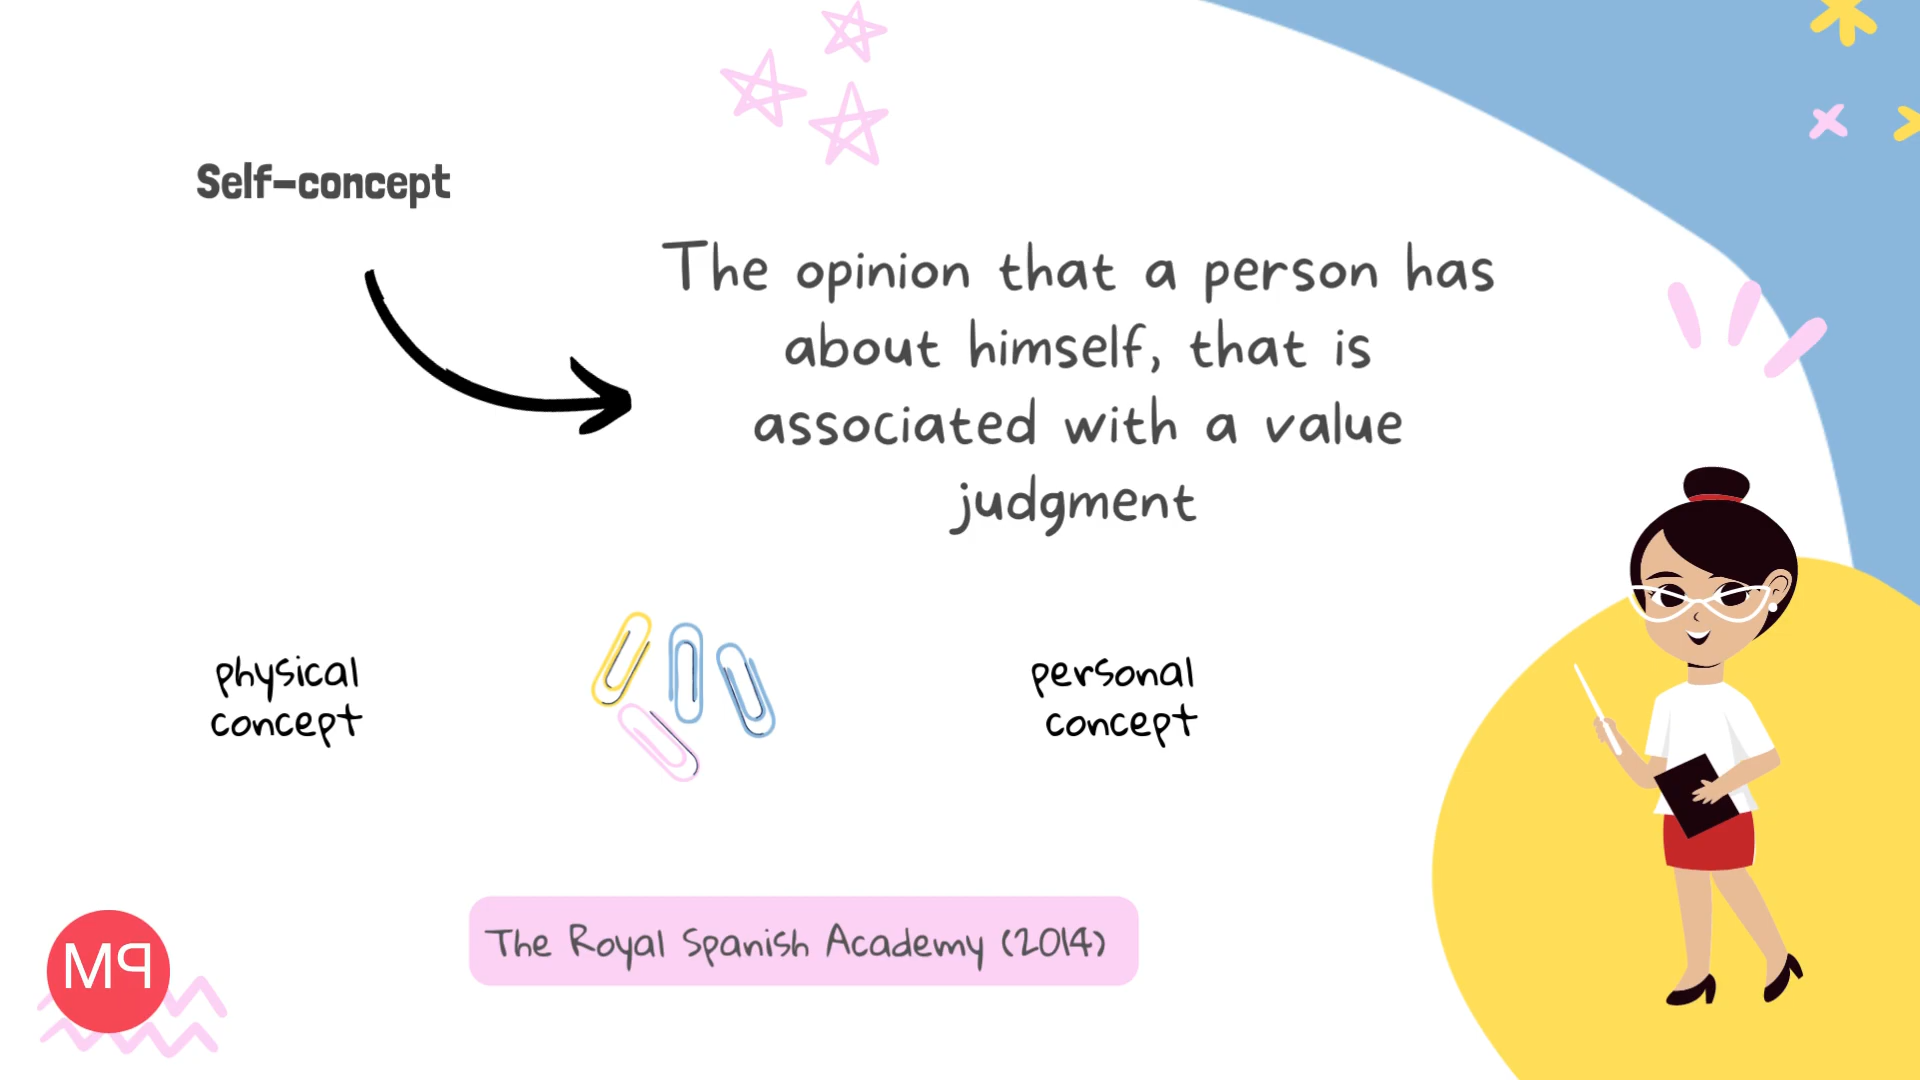 Self-concept
The opinion that a person has
about himself, that is
associated with a value
judgment
physical
concept
personal
concept
The Royal Spanish Academy (2014)
MP